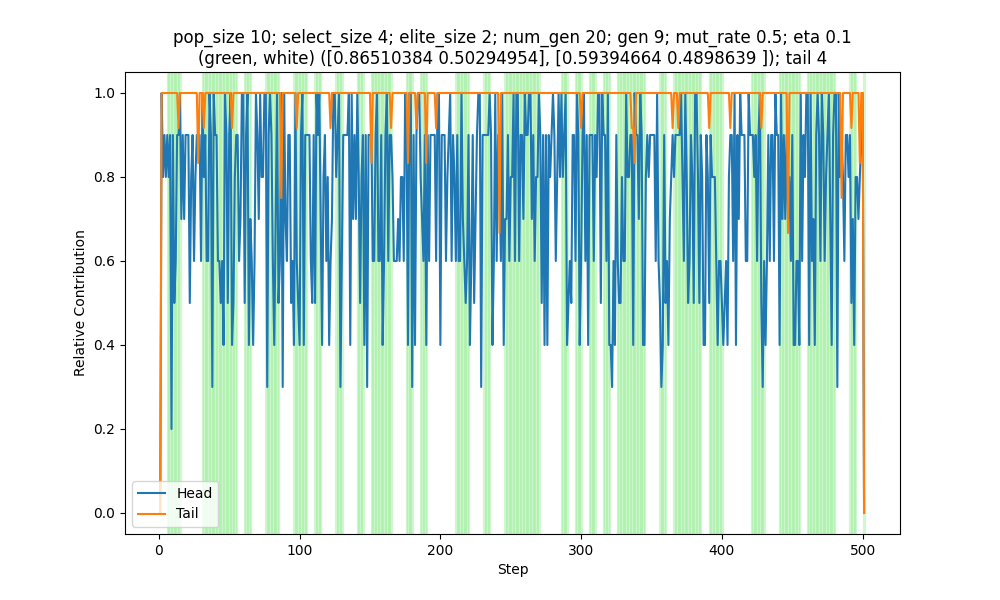 pop_size 10; select_size 4; elite_size 2; num_gen 20; gen 9; mut_rate 0.5; eta 0.1
(green, white) ([0.86510384 0.50294954], [0.59394664 0.4898639 ]); tail 4
1.0
0.8
0.6
0.4
0.2
0.0
Relative Contribution
Head
Tail
0
100
200
300
400
500
Step